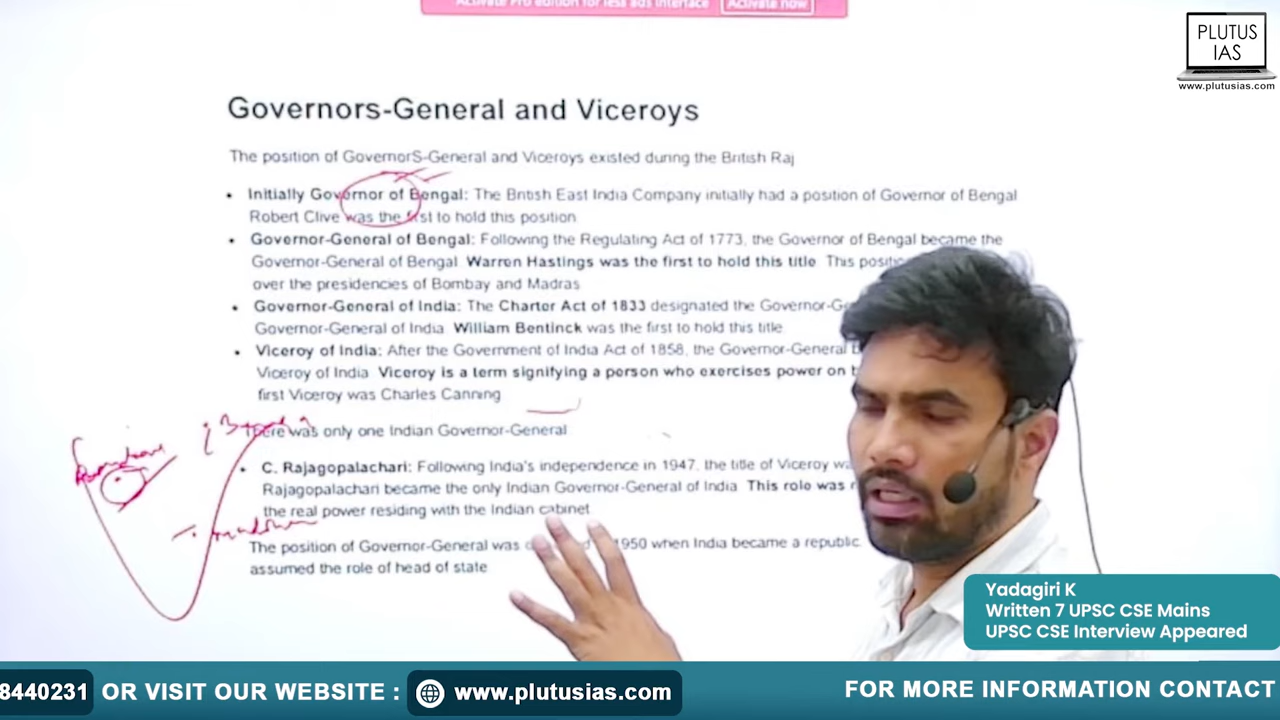 Activate Pro edition for less ads interface Activate now
PLUTUS
IAS
www.plutusias.com
Governors-General and Viceroys
The position of GovernorS-General and Viceroys existed during the British Raj
• Initially Governor of Bengal: The British East India Company initially had a position of Governor of Bengal
Robert Clive was the first to hold this position
• Governor-General of Bengal: Following the Regulating Act of 1773, the Governor of Bengal became the
Governor-General of Bengal Warren Hastings was the first to hold this title This
over the presidencies of Bombay and Madras
• Governor-General of India: The Charter Act of 1833 designated the
Governor-General of India William Bentinck was the first to hold this title
• Viceroy of India: After the Government of India Act of 1858, the Governor-General
Viceroy of India Viceroy is a term signifying a person who exercises power on
first Viceroy was Charles Canning
There was only one Indian Governor-General
• C. Rajagopalachari: Following India's independence in 1947, the title of Viceroy
Rajagopalachari became the only Indian Governor-General of India This role was
the real power residing with the Indian cabinet
The position of Governor-General was 1950 when India became a republic
assumed the role of head of state
Yadagiri K
Written 7 UPSC CSE Mains
UPSC CSE Interview Appeared
8440231 OR VISIT OUR WEBSITE : www.plutusias.com FOR MORE INFORMATION CONTACT